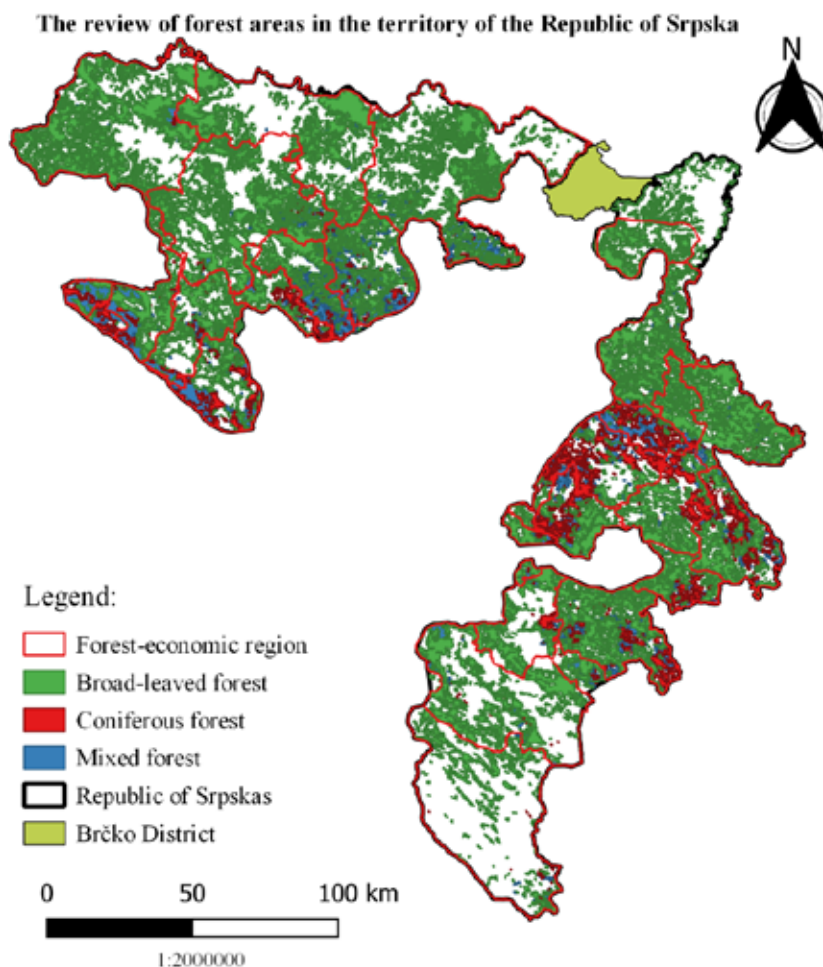 The review of forest areas in the territory of the Republic of Srpska
N
Legend:
Forest-economic region
Broad-leaved forest
Coniferous forest
Mixed forest
Republic of Srpskas
Brčko District
0 50 100 km
1:2000000